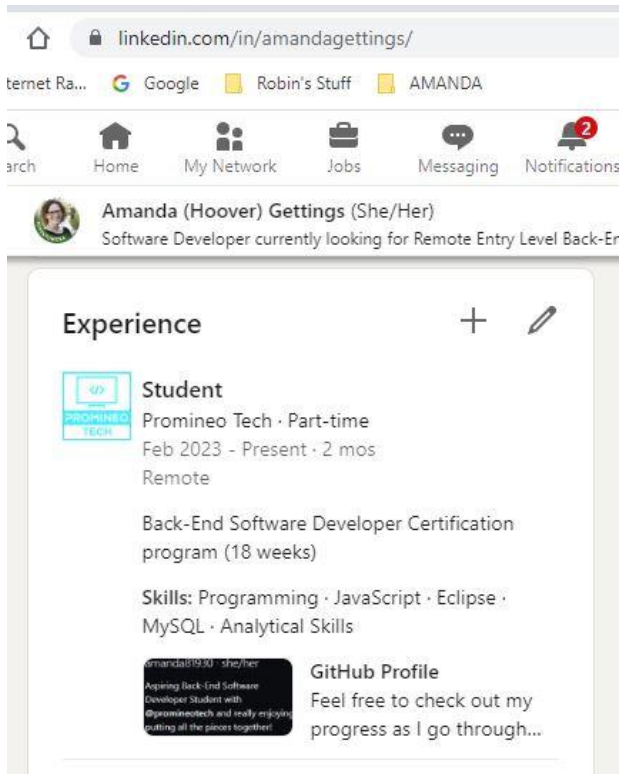 linkedin.com/in/amandagettings/
ternet Ra... Google Robin's Stuff AMANDA
arch Home My Network Jobs Messaging Notifications
2
Amanda (Hoover) Gettings (She/Her)
Software Developer currently looking for Remote Entry Level Back-En
Experience
Student
PROMINEO
TECH
Promineo Tech · Part-time
Feb 2023 - Present · 2 mos
Remote
Back-End Software Developer Certification
program (18 weeks)
Skills: Programming · JavaScript · Eclipse ·
MySQL · Analytical Skills
amanda81930 · she/her
Aspiring Back-End Software
Developer Student with
@promineotech and really enjoying
putting all the pieces together!
GitHub Profile
Feel free to check out my
progress as I go through...